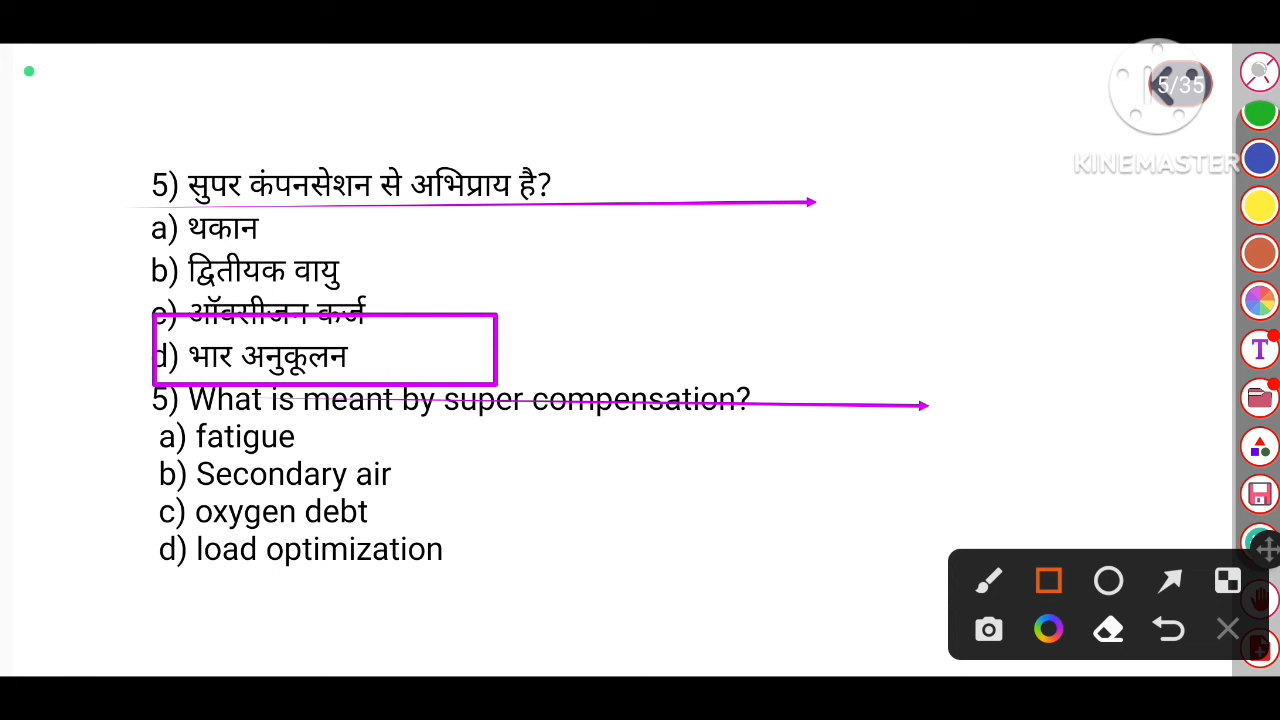 5/35
KINEMASTER
5) सुपर कंपनसेशन से अभिप्राय है?
a) थकान
b) द्वितीयक वायु
c) ऑक्सीजन कर्ज
d) भार अनुकूलन
5) What is meant by super compensation?
a) fatigue
b) Secondary air
c) oxygen debt
d) load optimization
T